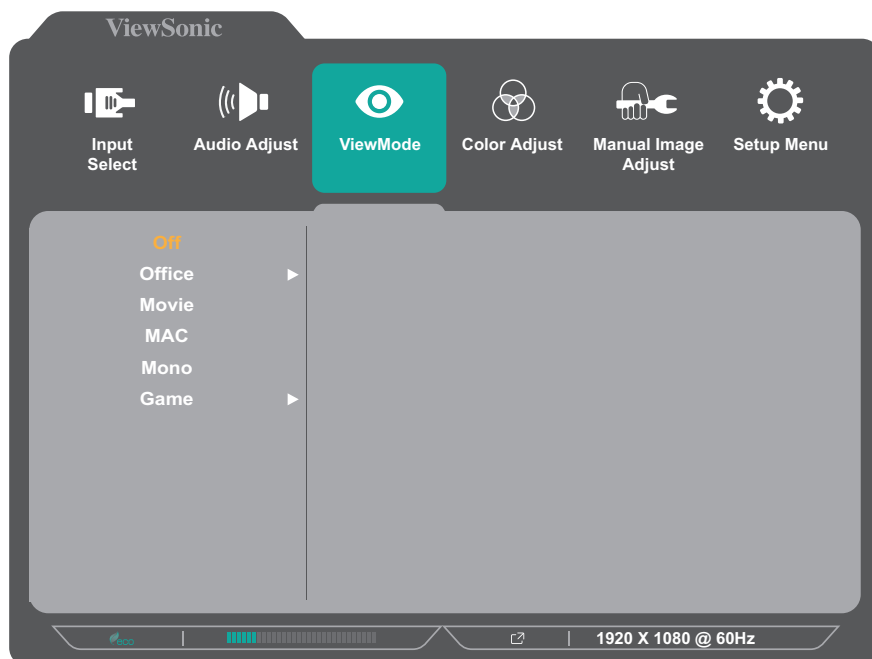 ViewSonic
Input Select
Audio Adjust
ViewMode
Color Adjust
Manual Image Adjust
Setup Menu
Off
Office
Movie
MAC
Mono
Game
eco
1920 X 1080 @ 60Hz